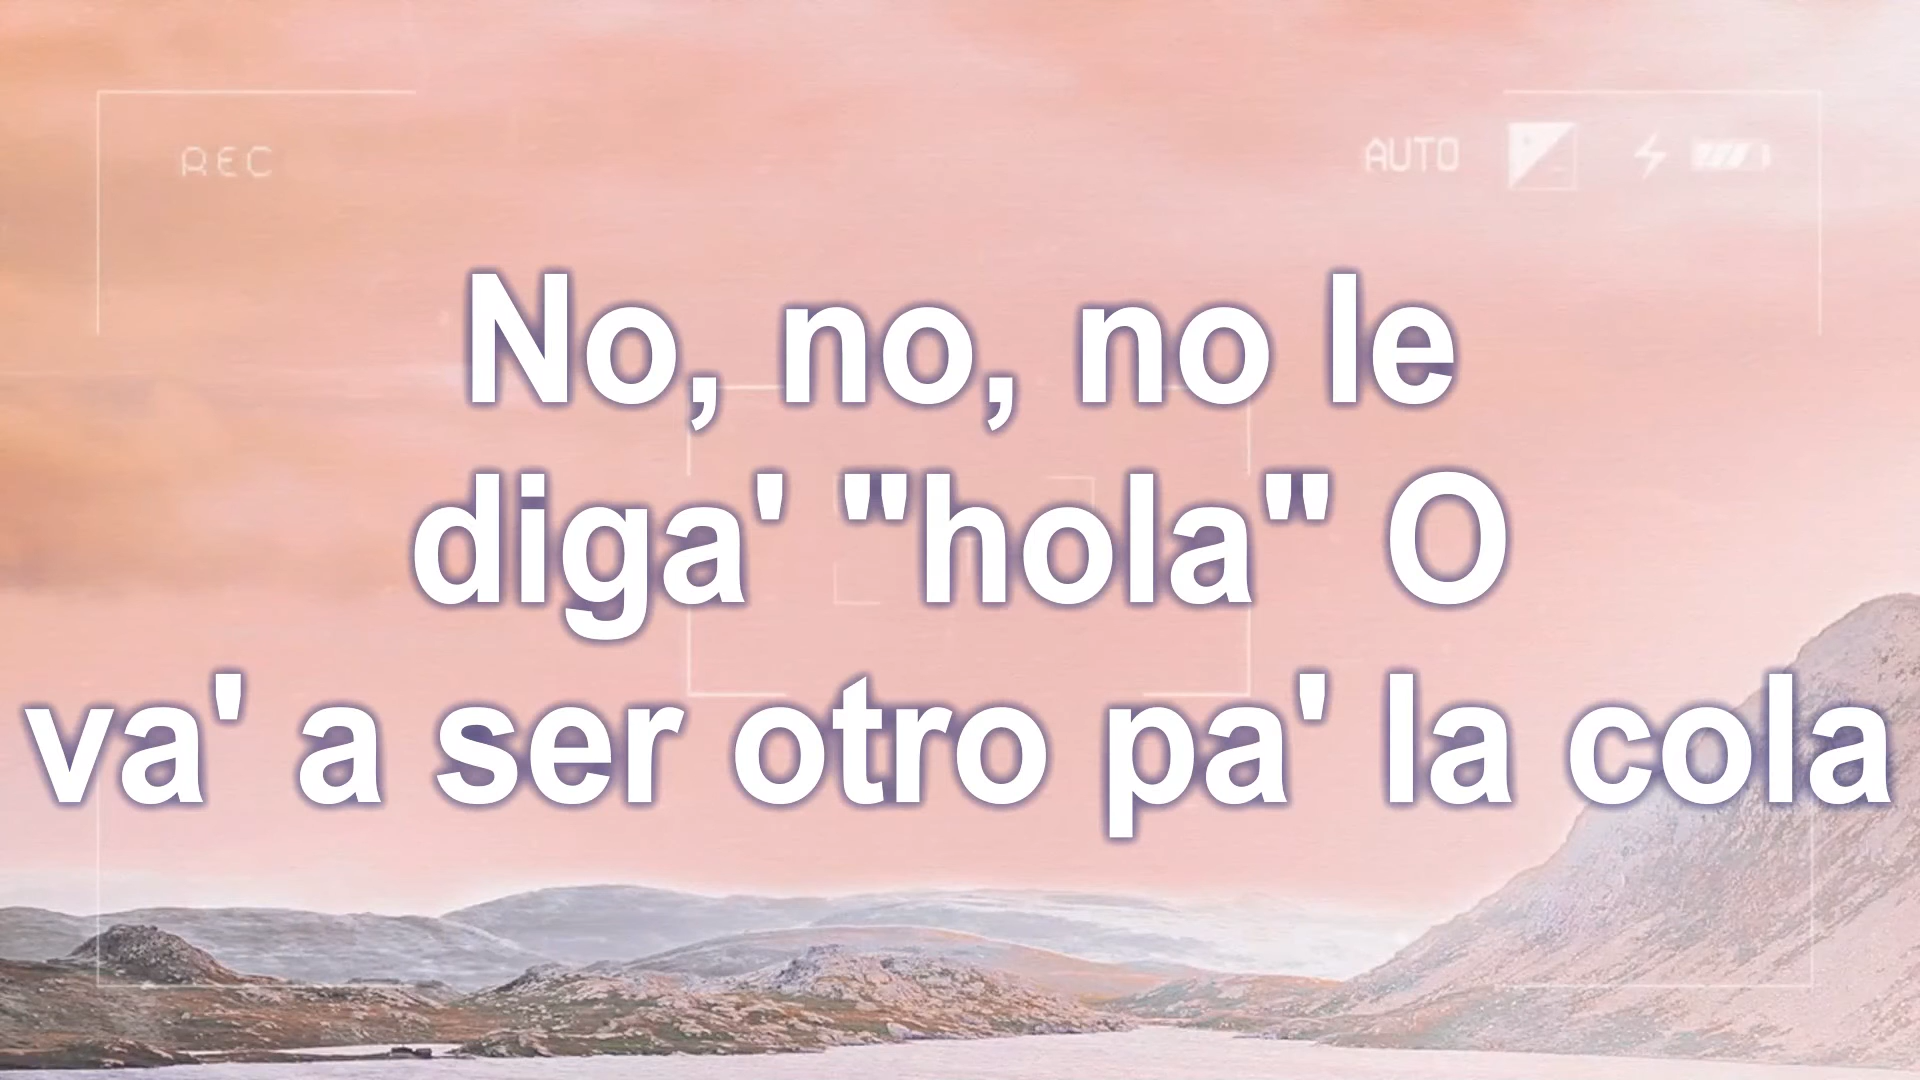 REC
AUTO
No, no, no le
diga' "hola" O
va' a ser otro pa' la cola